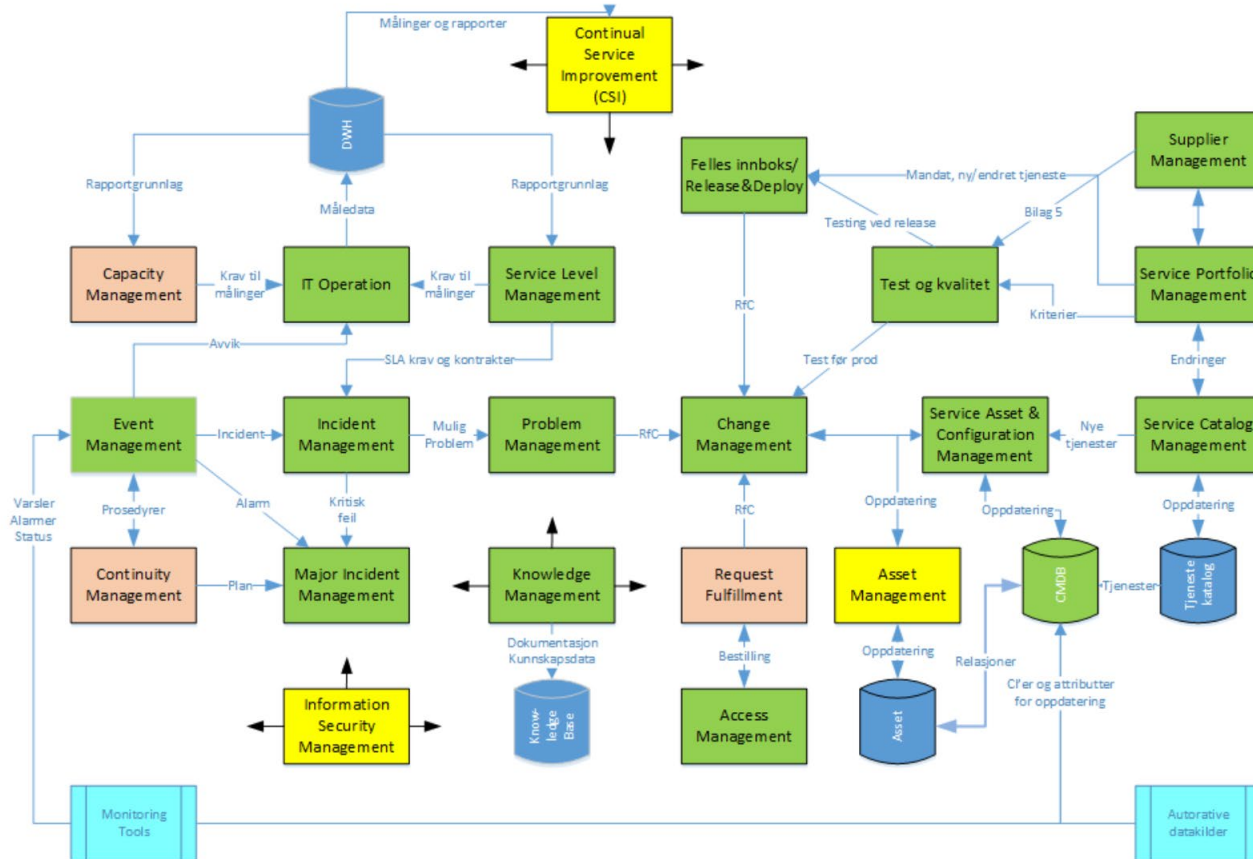 Målinger og rapporter
Continual
Service
Improvement
(CSI)
DWH
Rapportgrunnlag
Måledata
Rapportgrunnlag
Felles innboks/
Release&Deploy
Mandat, ny/endret tjeneste
Supplier
Management
Bilag 5
Testing ved release
Capacity
Management
Krav til
målinger
IT Operation
Krav til
målinger
Service Level
Management
RfC
Test og kvalitet
Kriterier
Service Portfolio
Management
Avvik
SLA krav og kontrakter
Test før prod
Endringer
Event
Management
Incident
Incident
Management
Mulig
Problem
Problem
Management
RfC
Change
Management
Service Asset &
Configuration
Management
Nye
tjenester
Service Catalog
Management
Varsler
Alarmer
Status
Prosedyrer
Alarm
Kritisk
feil
RfC
Oppdatering
Oppdatering
Oppdatering
Continuity
Management
Plan
Major Incident
Management
Knowledge
Management
Request
Fulfillment
Asset
Management
CMDB
Tjenester
Tjeneste
katalog
Dokumentasjon
Kunnskapsdata
Bestilling
Oppdatering
Relasjoner
CI'er og attributter
for oppdatering
Information
Security
Management
Know-
ledge
Base
Access
Management
Asset
Monitoring
Tools
Autorative
datakilder